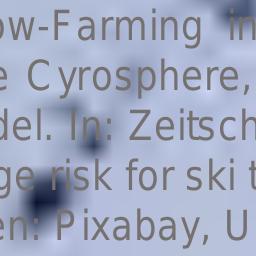 ow-Farming in
e Cyrosphere,
del. In: Zeitsch
ge risk for ski t
en: Pixabay, U